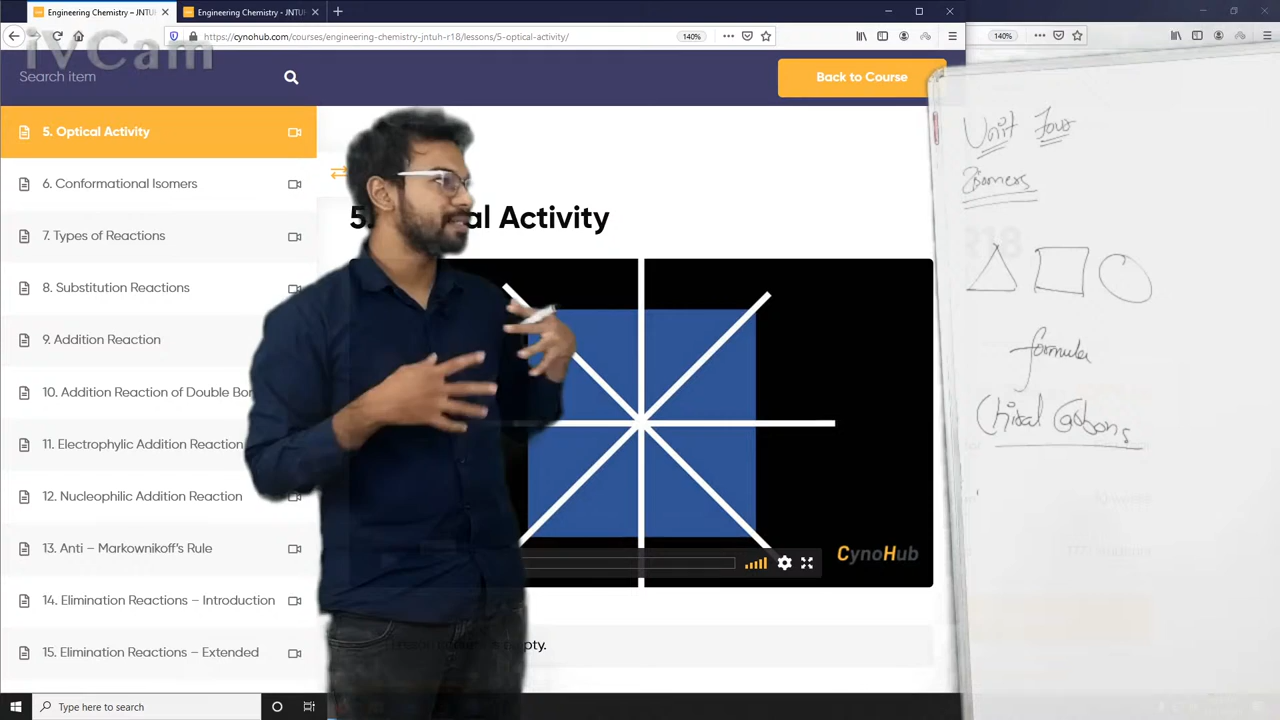 Engineering Chemistry – JNTUH
Engineering Chemistry – JNTUH
https://cynohub.com/courses/engineering-chemistry-jntuh-r18/lessons/5-optical-activity/
140%
140%
iVCam
Search item
Back to Course
5. Optical Activity
6. Conformational Isomers
7. Types of Reactions
8. Substitution Reactions
9. Addition Reaction
10. Addition Reaction of Double Bon
11. Electrophylic Addition Reaction
12. Nucleophilic Addition Reaction
13. Anti – Markownikoff's Rule
14. Elimination Reactions – Introduction
15. Elimination Reactions – Extended
5. al Activity
CynoHub
pty.
Unit Four
Isomers
R18
formula
Chiral Carbons
Type here to search